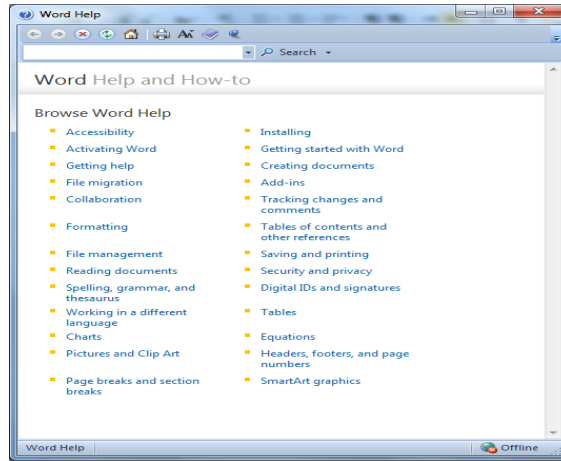 Word Help
Search
Word Help and How-to
Browse Word Help
Accessibility
Installing
Activating Word
Getting started with Word
Getting help
Creating documents
File migration
Add-ins
Collaboration
Tracking changes and
comments
Formatting
Tables of contents and
other references
File management
Saving and printing
Reading documents
Security and privacy
Spelling, grammar, and
thesaurus
Digital IDs and signatures
Working in a different
language
Tables
Charts
Equations
Pictures and Clip Art
Headers, footers, and page
numbers
Page breaks and section
breaks
SmartArt graphics
Word Help
Offline